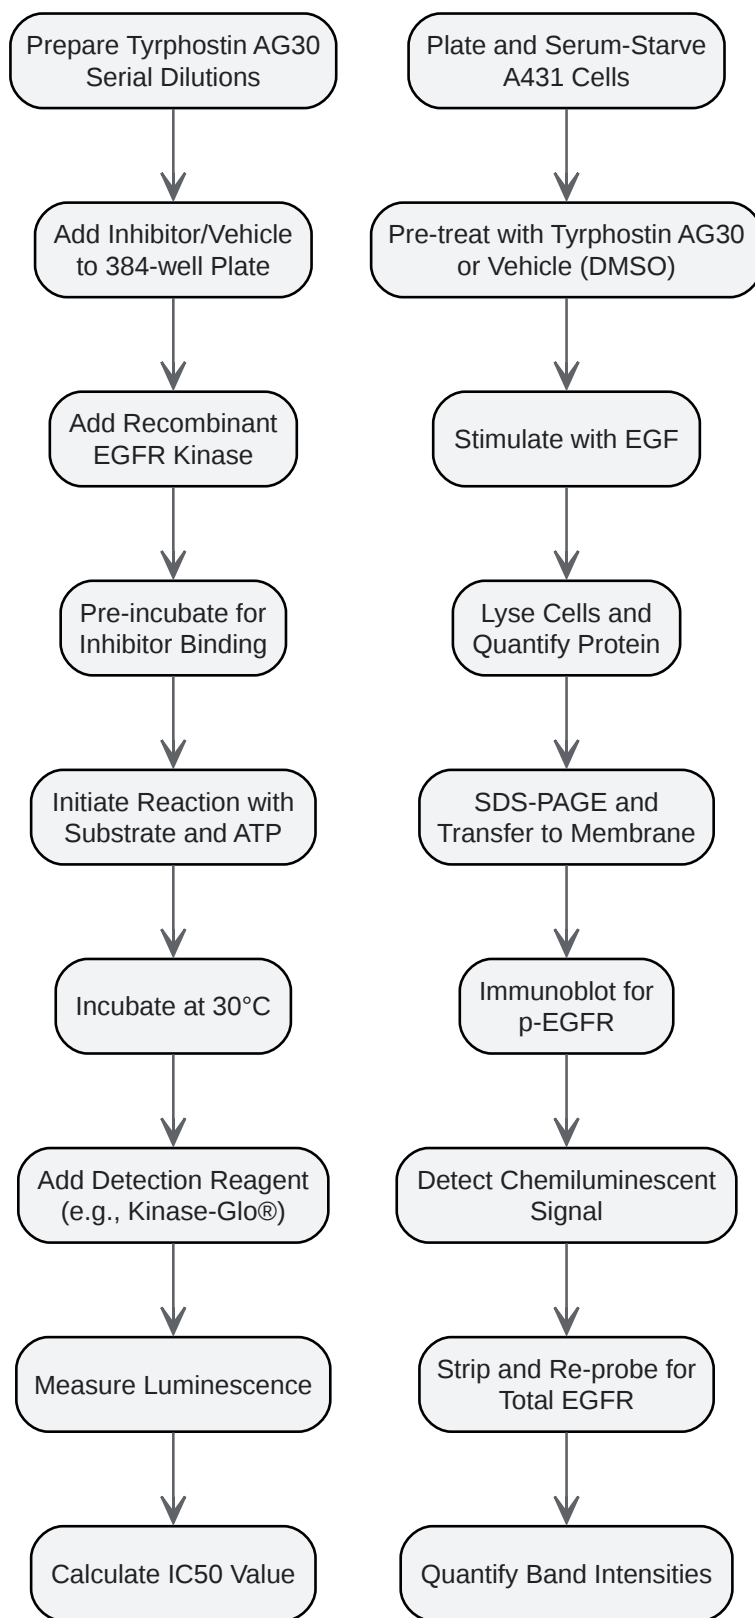 Prepare Tyrphostin AG30
Serial Dilutions
Add Inhibitor/Vehicle
to 384-well Plate
Add Recombinant
EGFR Kinase
Pre-incubate for
Inhibitor Binding
Initiate Reaction with
Substrate and ATP
Incubate at 30°C
Add Detection Reagent
(e.g., Kinase-Glo®)
Measure Luminescence
Calculate IC50 Value
Plate and Serum-Starve
A431 Cells
Pre-treat with Tyrphostin AG30
or Vehicle (DMSO)
Stimulate with EGF
Lyse Cells and
Quantify Protein
SDS-PAGE and
Transfer to Membrane
Immunoblot for
p-EGFR
Detect Chemiluminescent
Signal
Strip and Re-probe for
Total EGFR
Quantify Band Intensities